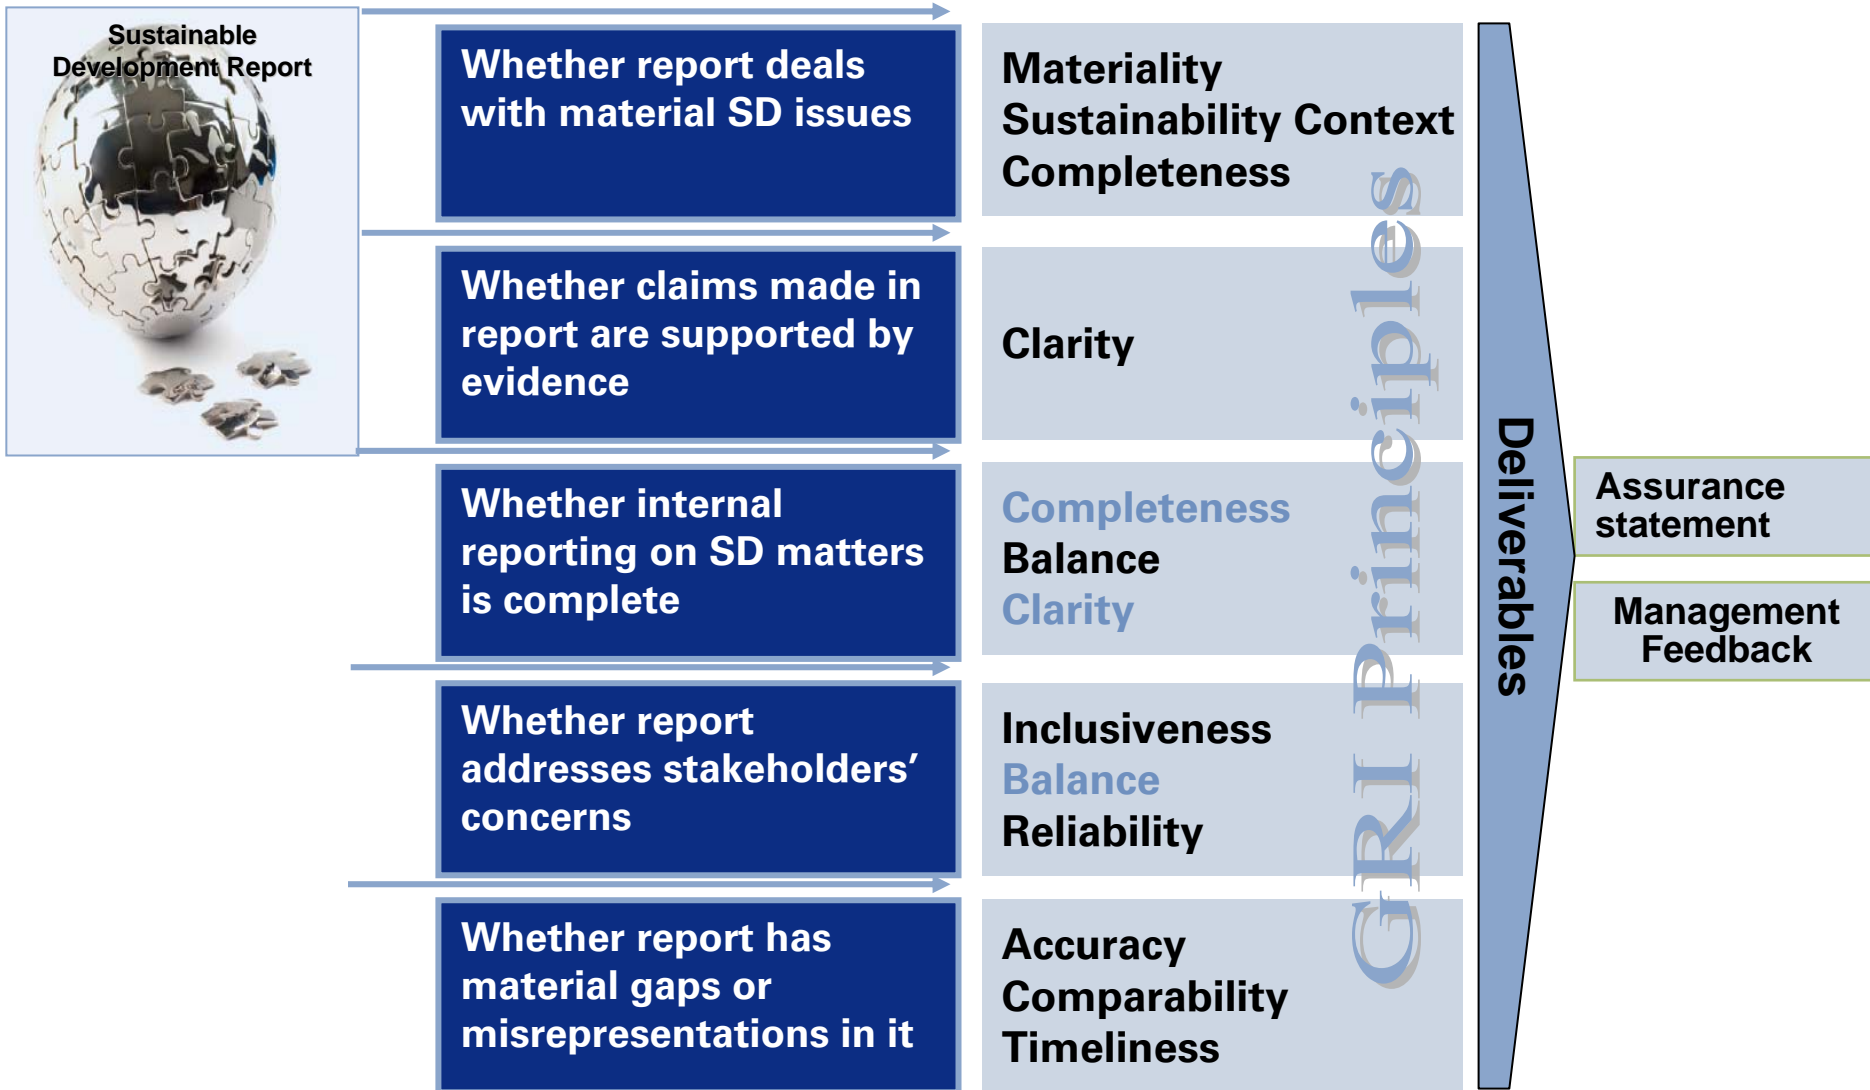 Sustainable
Development Report
Whether report deals
with material SD issues
Materiality
Sustainability Context
Completeness
Whether claims made in
report are supported by
evidence
Clarity
Whether internal
reporting on SD matters
is complete
Completeness
Balance
Clarity
Whether report
addresses stakeholders’
concerns
Inclusiveness
Balance
Reliability
Whether report has
material gaps or
misrepresentations in it
Accuracy
Comparability
Timeliness
GRI Principles
Deliverables
Assurance
statement
Management
Feedback